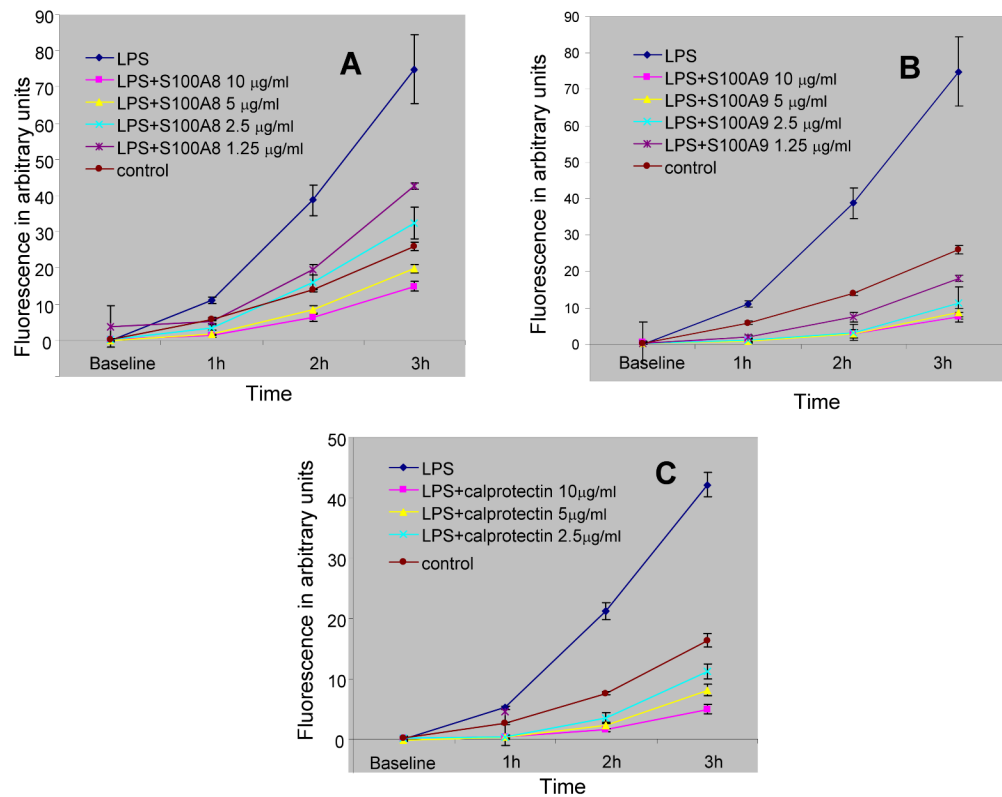 90
80
70
60
50
40
30
20
10
0
Fluorescence in arbitrary units
LPS
LPS+S100A8 10 μg/ml
LPS+S100A8 5 μg/ml
LPS+S100A8 2.5 μg/ml
LPS+S100A8 1.25 μg/ml
control
A
Baseline 1h 2h 3h
Time
90
80
70
60
50
40
30
20
10
0
Fluorescence in arbitrary units
LPS
LPS+S100A9 10 μg/ml
LPS+S100A9 5 μg/ml
LPS+S100A9 2.5 μg/ml
LPS+S100A9 1.25 μg/ml
control
B
Baseline 1h 2h 3h
Time
50
40
30
20
10
0
Fluorescence in arbitrary units
LPS
LPS+calprotectin 10μg/ml
LPS+calprotectin 5μg/ml
LPS+calprotectin 2.5μg/ml
control
C
Baseline 1h 2h 3h
Time